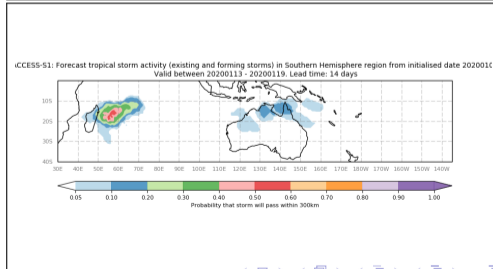 ACCESS-S1: Forecast tropical storm activity (existing and forming storms) in Southern Hemisphere region from initialised date 2020010
Valid between 20200113 - 20200119. Lead time: 14 days
10S
20S
30S
40S
30E 40E 50E 60E 70E 80E 90E 100E 110E 120E 130E 140E 150E 160E 170E 180 170W 160W 150W 140W
0.05 0.10 0.20 0.30 0.40 0.50 0.60 0.70 0.80 0.90 1.00
Probability that storm will pass within 300km